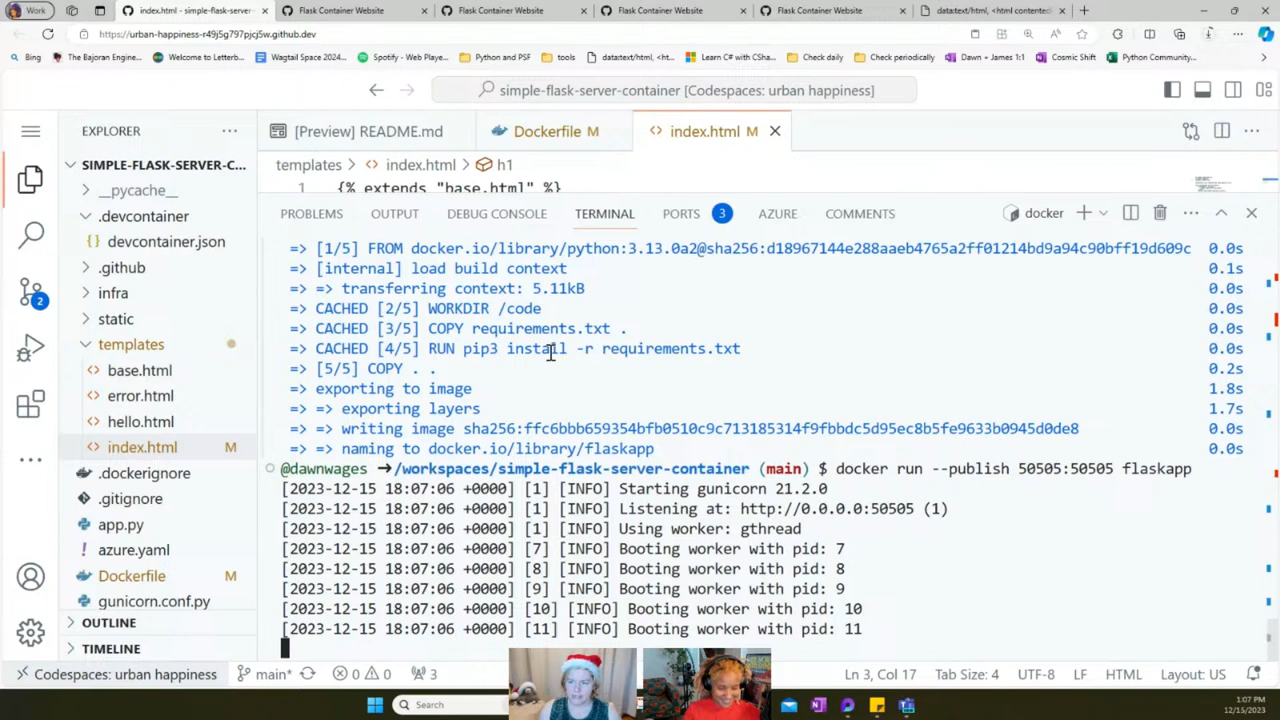 Work
index.html - simple-flask-server-
Flask Container Website
Flask Container Website
Flask Container Website
Flask Container Website
data:text/html, <html contented
https://urban-happiness-r49j5g797pjcj5w.github.dev
Bing
The Bajoran Engine...
Welcome to Letterb...
Wagtail Space 2024...
Spotify - Web Playe...
Python and PSF
tools
data:text/html, <ht...
Learn C# with CSha...
Check daily
Check periodically
Dawn + James 1:1
Cosmic Shift
Python Community...
simple-flask-server-container [Codespaces: urban happiness]
EXPLORER
[Preview] README.md
Dockerfile M
index.html M
SIMPLE-FLASK-SERVER-C...
templates > index.html > h1
1 {% extends "base.html" %}
__pycache__
.devcontainer
devcontainer.json
.github
infra
static
templates
base.html
error.html
hello.html
index.html M
.dockerignore
.gitignore
app.py
azure.yaml
Dockerfile M
gunicorn.conf.py
OUTLINE
TIMELINE
2
PROBLEMS OUTPUT DEBUG CONSOLE TERMINAL PORTS 3 AZURE COMMENTS
docker
=> [1/5] FROM docker.io/library/python:3.13.0a2@sha256:d18967144e288aaeb4765a2ff01214bd9a94c90bff19d609c 0.0s
=> [internal] load build context 0.1s
=> => transferring context: 5.11kB 0.0s
=> CACHED [2/5] WORKDIR /code 0.0s
=> CACHED [3/5] COPY requirements.txt . 0.0s
=> CACHED [4/5] RUN pip3 install -r requirements.txt 0.0s
=> [5/5] COPY . . 0.2s
=> exporting to image 1.8s
=> => exporting layers 1.7s
=> => writing image sha256:ffc6bbb659354bfb0510c9c713185314f9fbbdc5d95ec8b5fe9633b0945d0de8 0.0s
=> => naming to docker.io/library/flaskapp 0.0s
@dawnwages ➜/workspaces/simple-flask-server-container (main) $ docker run --publish 50505:50505 flaskapp
[2023-12-15 18:07:06 +0000] [1] [INFO] Starting gunicorn 21.2.0
[2023-12-15 18:07:06 +0000] [1] [INFO] Listening at: http://0.0.0.0:50505 (1)
[2023-12-15 18:07:06 +0000] [1] [INFO] Using worker: gthread
[2023-12-15 18:07:06 +0000] [7] [INFO] Booting worker with pid: 7
[2023-12-15 18:07:06 +0000] [8] [INFO] Booting worker with pid: 8
[2023-12-15 18:07:06 +0000] [9] [INFO] Booting worker with pid: 9
[2023-12-15 18:07:06 +0000] [10] [INFO] Booting worker with pid: 10
[2023-12-15 18:07:06 +0000] [11] [INFO] Booting worker with pid: 11
Codespaces: urban happiness
main*
0 0
3
Ln 3, Col 17
Tab Size: 4
UTF-8
LF
HTML
Layout: US
Search
1:07 PM
12/15/2023